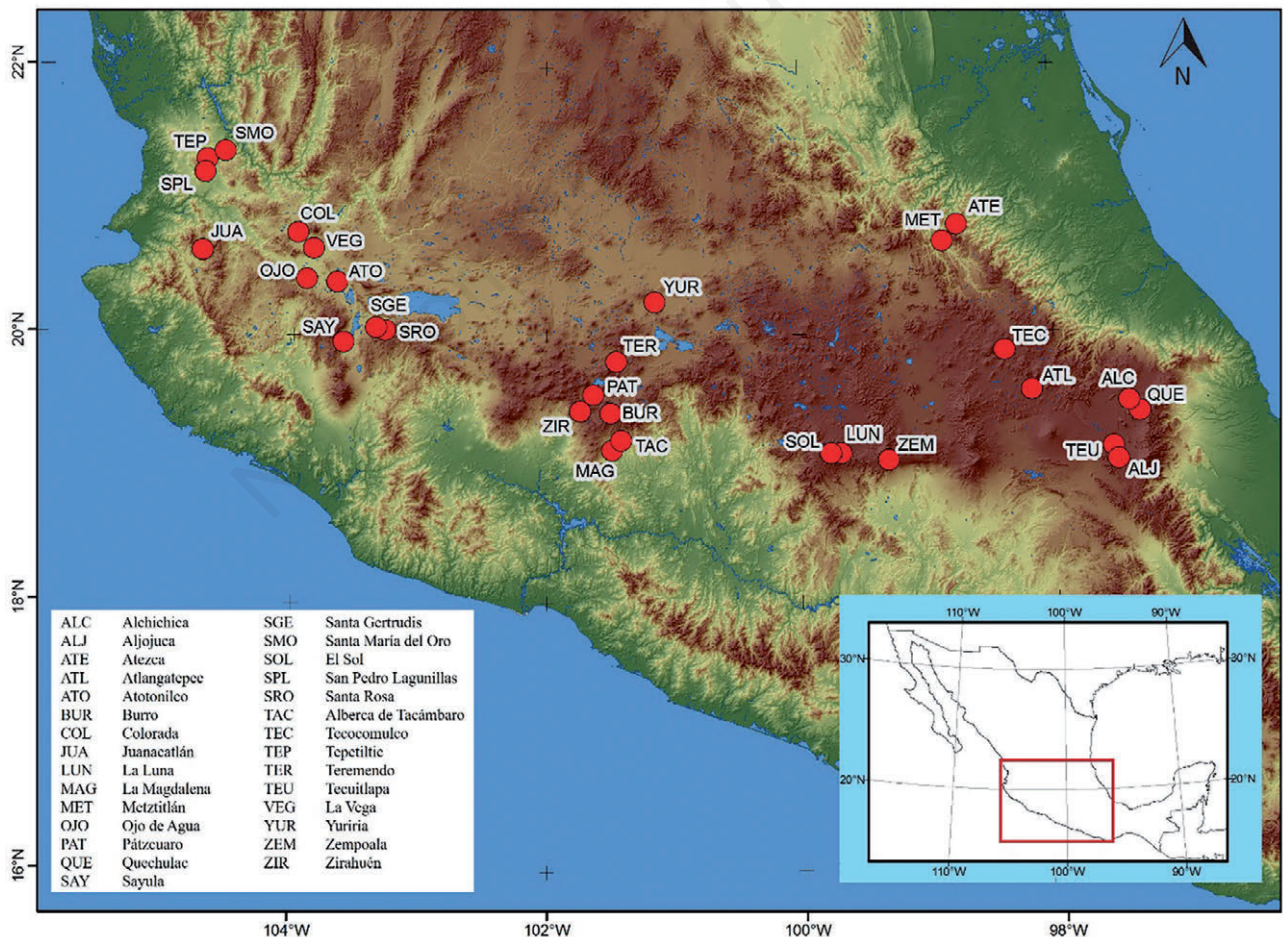 22°N
N
SMO
TEP
SPL
ATE
MET
COL
JUA
VEG
OJO
ATO
YUR
SGE
20°N
SAY
SRO
TEC
TER
ATL
PAT
ALC
QUE
ZIR
BUR
SOL
LUN
ZEM
TAC
TEU
MAG
ALJ
18°N
ALC Alchichica SGE Santa Gertrudis
ALJ Aljojuca SMO Santa María del Oro
ATE Atezca SOL El Sol
ATL Atlangatepec SPL San Pedro Lagunillas
ATO Atotonilco SRO Santa Rosa
BUR Burro TAC Alberca de Tacámbaro
COL Colorada TEC Tecocomulco
JUA Juanacatlán TEP Tepetiltic
LUN La Luna TER Teremendo
MAG La Magdalena TEU Tecuitlapa
MET Metztitlán VEG La Vega
OJO Ojo de Agua YUR Yuriria
PAT Pátzcuaro ZEM Zempoala
QUE Quechulac ZIR Zirahuén
SAY Sayula
110°W 100°W 90°W
30°N 30°N
20°N 20°N
110°W 100°W 90°W
16°N
104°W 102°W 100°W 98°W